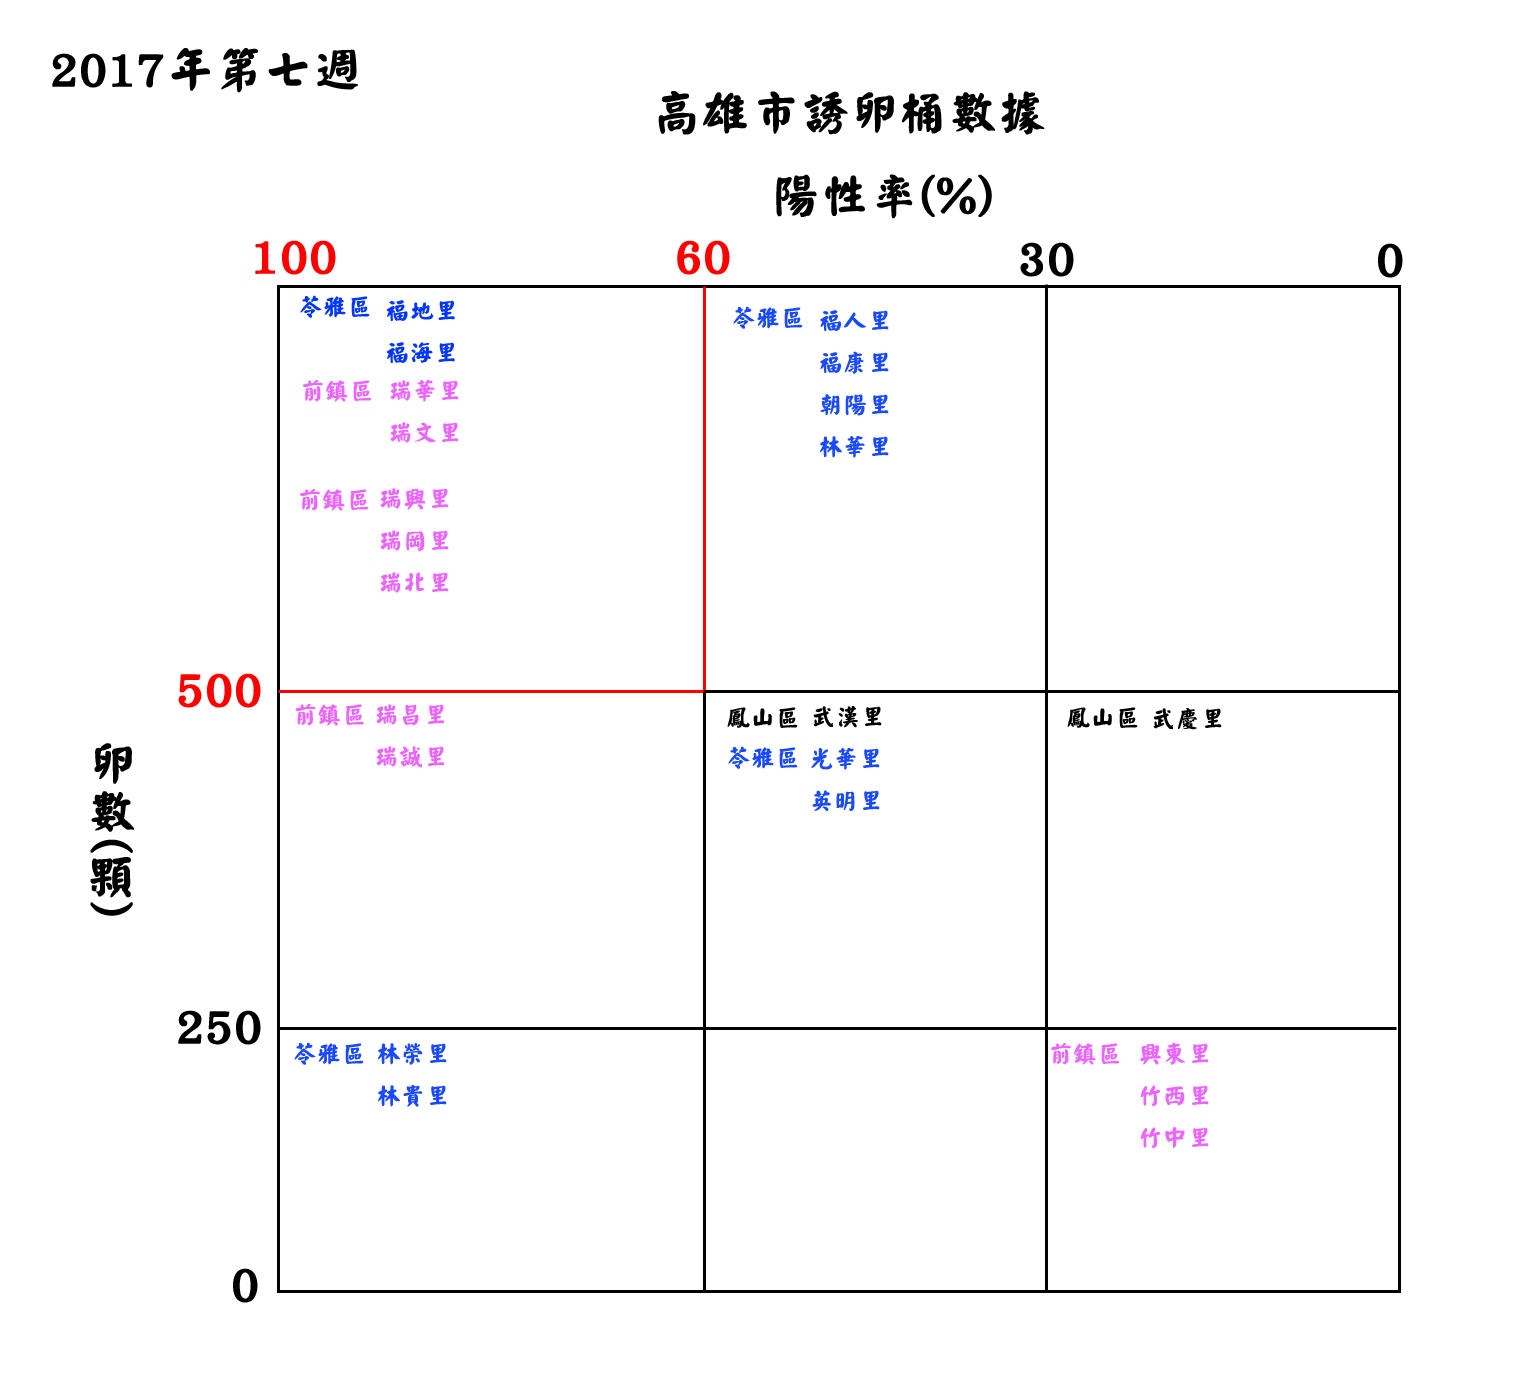 2017年第七週
高雄市誘卵桶數據
陽性率(%)
100 60 30 0
苓雅區 福地里
福海里
前鎮區 瑞華里
瑞文里
前鎮區 瑞興里
瑞岡里
瑞北里
苓雅區 福人里
福康里
朝陽里
林華里
500
前鎮區 瑞昌里
瑞誠里
鳳山區 武漢里
苓雅區 光華里
英明里
鳳山區 武慶里
卵數(顆)
250
苓雅區 林榮里
林貴里
前鎮區 興東里
竹西里
竹中里
0